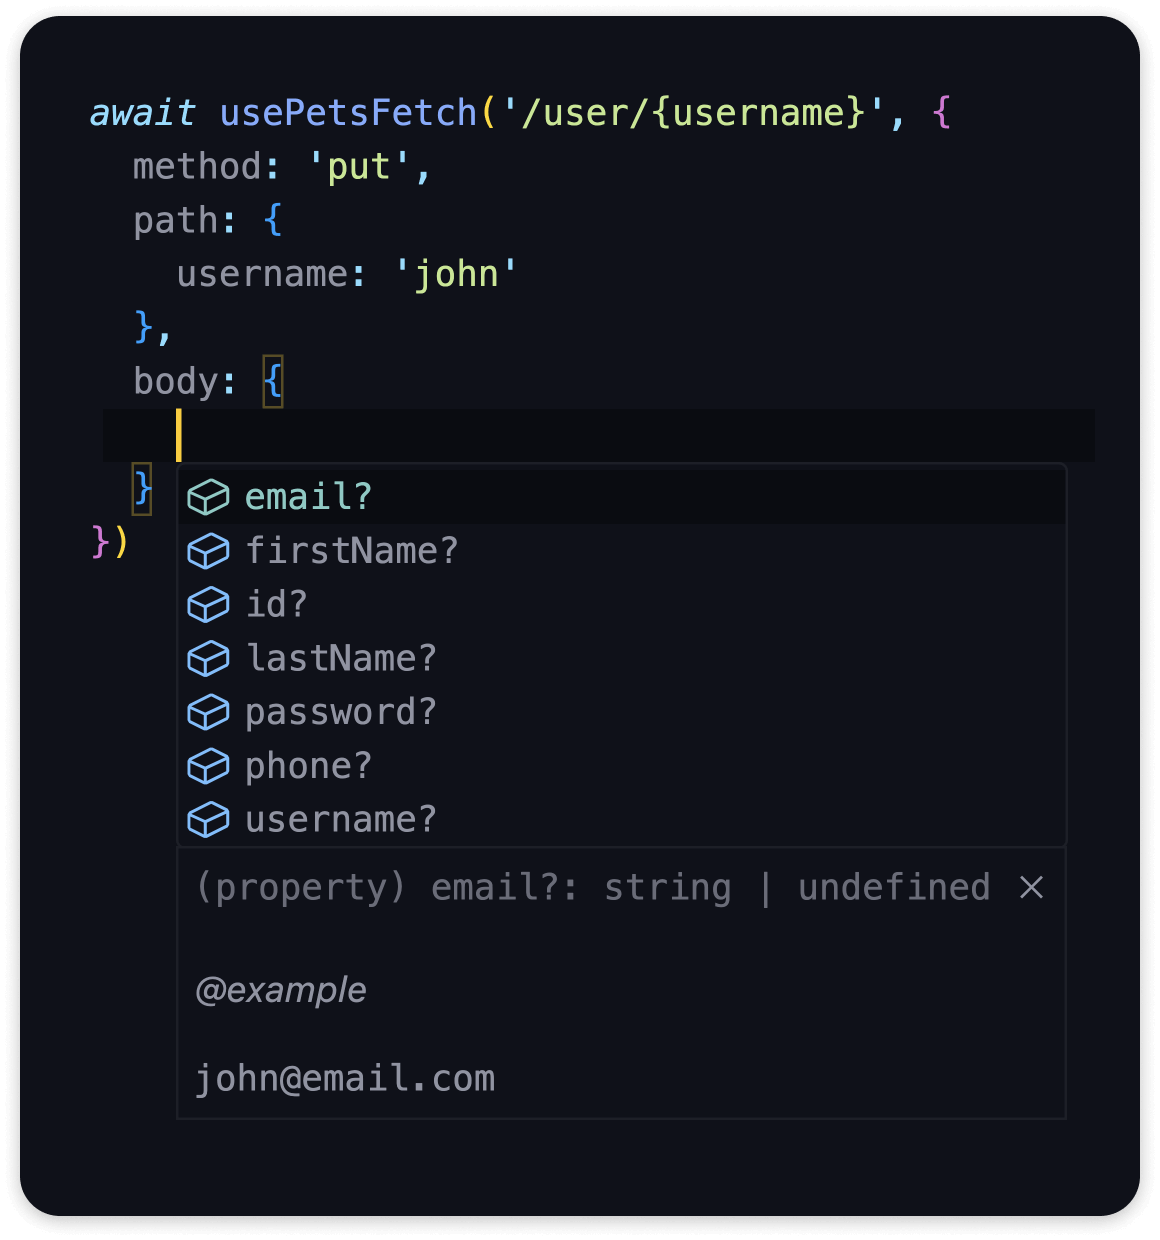 await usePetsFetch('/user/{username}', {
  method: 'put',
  path: {
    username: 'john'
  },
  body: {
  }
})
email?
firstName?
id?
lastName?
password?
phone?
username?
(property) email?: string | undefined
@example
john@email.com